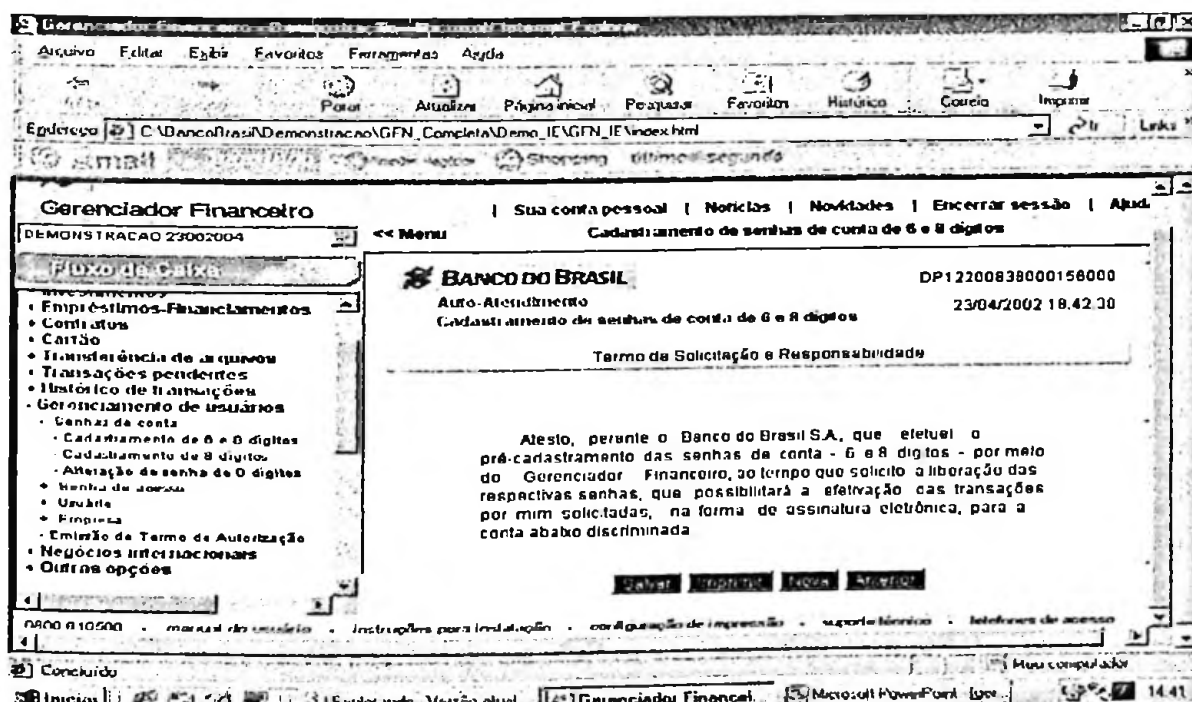 Arquivo Editar Exibir Favoritos Ferramentas Ajuda
Parar Atualizar Página inicial Pesquisar Favoritos Histórico Correio Imprimir
Endereço C:\BancoBrasil\Demonstracao\GFN_Completa\Demo_IE\GFN_IE\index.html Ir Links
Shopping último segundo
Gerenciador Financeiro
| Sua conta pessoal | Notícias | Novidades | Encerrar sessão | Ajud
DEMONSTRACAO 23002004
<< Menu
Cadastramento de senhas de conta de 6 e 8 dígitos
Fluxo de Caixa
BANCO DO BRASIL
DP12200838000156000
Auto-Atendimento
23/04/2002 18.42.30
Cadastramento de senhas de conta de 6 e 8 dígitos
Termo de Solicitação e Responsabilidade
Investimentos
Empréstimos-Financiamentos
Contratos
Cartão
Transferência de arquivos
Transações pendentes
Histórico de transações
Gerenciamento de usuários
Senhas da conta
Cadastramento de 6 e 8 dígitos
Cadastramento de 8 dígitos
Alteração de senha de 8 dígitos
Senha de acesso
Usuário
Empresa
Emissão de Termo de Autorização
Negócios internacionais
Outras opções
Atesto, perante o Banco do Brasil S.A., que efetuei o
pré-cadastramento das senhas de conta - 6 e 8 dígitos - por meio
do Gerenciador Financeiro, ao tempo que solicito a liberação das
respectivas senhas, que possibilitará a efetivação das transações
por mim solicitadas, na forma de assinatura eletrônica, para a
conta abaixo discriminada
Salvar Imprimir Nova Anterior
0800 610500 - manual do usuário - instruções para instalação - configuração de impressão - suporte técnico - telefones de acesso
Concluído
Meu computador
Iniciar
Gerenciador Financei...
Microsoft PowerPoint
14:41